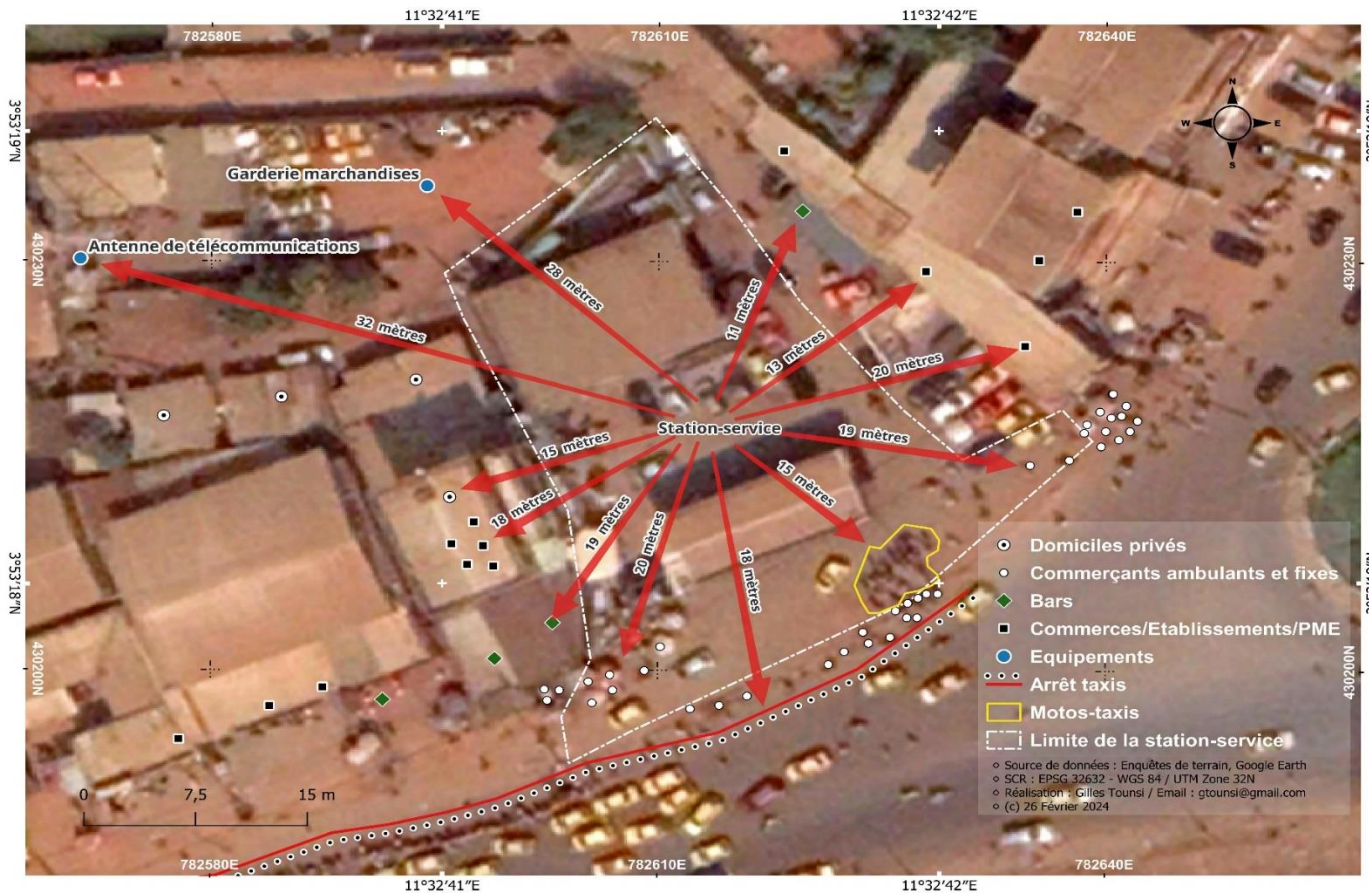 11°32′41″E
11°32′42″E
782580E
782610E
782640E
3°53′19″N
N
W
E
S
Garderie marchandises
Antenne de télécommunications
430230N
430230N
28 mètres
11 mètres
32 mètres
13 mètres
20 mètres
Station-service
19 mètres
15 mètres
15 mètres
18 mètres
19 mètres
20 mètres
18 mètres
3°53′18″N
430200N
430200N
Domiciles privés
Commerçants ambulants et fixes
Bars
Commerces/Etablissements/PME
Equipements
Arrêt taxis
Motos-taxis
Limite de la station-service
Source de données : Enquêtes de terrain, Google Earth
SCR : EPSG 32632 - WGS 84 / UTM Zone 32N
Réalisation : Gilles Tounsi / Email : gtounsi@gmail.com
(c) 26 Février 2024
0 7,5 15 m
782580E
782610E
782640E
11°32′41″E
11°32′42″E